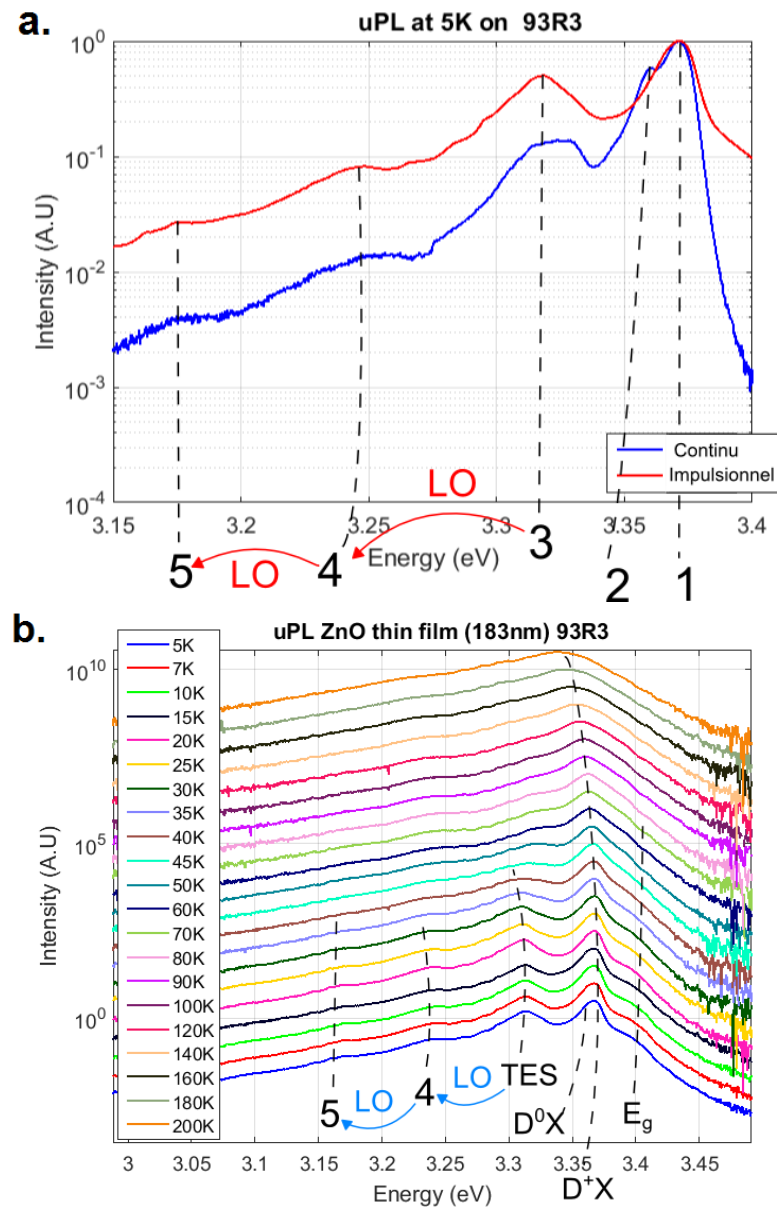 a.
uPL at 5K on 93R3
Intensity (A.U)
10^0
10^-1
10^-2
10^-3
10^-4
Continu
Impulsionnel
3.15
3.2
3.25
3.3
3.35
3.4
Energy (eV)
LO
LO
5
4
3
2
1
b.
uPL ZnO thin film (183nm) 93R3
5K
7K
10K
15K
20K
25K
30K
35K
40K
45K
50K
60K
70K
80K
90K
100K
120K
140K
160K
180K
200K
Intensity (A.U)
10^10
10^5
10^0
5
LO
4
LO
TES
D^0X
D^+X
E_g
3
3.05
3.1
3.15
3.2
3.25
3.3
3.35
3.4
3.45
Energy (eV)